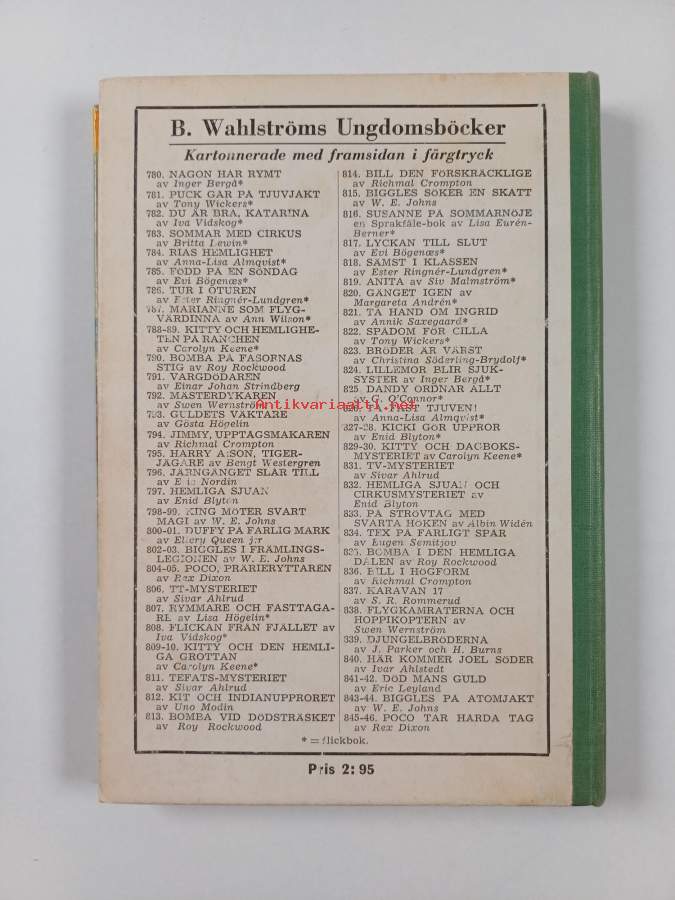 B. Wahlströms Ungdomsböcker
Kartonnerade med framsidan i färgtryck
780. NÅGON HAR RYMT
av Inger Bergå*
781. PUCK GÅR PÅ TJUVJAKT
av Tony Wickers*
782. DU ÄR BRA, KATARINA
av Iva Vidskog*
783. SOMMAR MED CIRKUS
av Britta Lewin*
784. RIAS HEMLIGHET
av Anna-Lisa Almqvist*
785. FÖDD PÅ EN SÖNDAG
av Evi Bögenæs*
786. TUR I OTUREN
av Ester Ringnér-Lundgren*
787. MARIANNE SOM FLYG-
VÄRDINNA av Ann Wilson*
788-89. KITTY OCH HEMLIGHE-
TEN PÅ RANCHEN
av Carolyn Keene*
790. BOMBA PÅ FASORNAS
STIG av Roy Rockwood
791. VARGDÖDAREN
av Einar Johan Strindberg
792. MÄSTERDYKAREN
av Swen Wernström
793. GULDETS VÄKTARE
av Gösta Högelin
794. JIMMY, UPPTÅGSMAKAREN
av Richmal Crompton
795. HARRY A:SON, TIGER-
JÄGARE av Bengt Westergren
796. JÄRNGÄNGET SLÅR TILL
av Eric Nordin
797. HEMLIGA SJUAN
av Enid Blyton
798-99. KING MÖTER SVART
MAGI av W. E. Johns
800-01. DUFFY PÅ FARLIG MARK
av Ellery Queen j:r
802-03. BIGGLES I FRÄMLINGS-
LEGIONEN av W. E. Johns
804-05. POCO, PRÄRIERYTTAREN
av Rex Dixon
806. TT-MYSTERIET
av Sivar Ahlrud
807. RYMMARE OCH FASTTAGA-
RE av Lisa Högelin*
808. FLICKAN FRÅN FJÄLLET av
Iva Vidskog*
809-10. KITTY OCH DEN HEMLI-
GA GROTTAN
av Carolyn Keene*
811. TEFATS-MYSTERIET
av Sivar Ahlrud
812. KIT OCH INDIANUPPRORET
av Uno Modin
813. BOMBA VID DÖDSTRÄSKET
av Roy Rockwood
814. BILL DEN FÖRSKRÄCKLIGE
av Richmal Crompton
815. BIGGLES SÖKER EN SKATT
av W. E. Johns
816. SUSANNE PÅ SOMMARNÖJE
en Språkfåle-bok av Lisa Eurén-
Berner*
817. LYCKAN TILL SLUT
av Evi Bögenæs*
818. SÄMST I KLASSEN
av Ester Ringnér-Lundgren*
819. ANITA av Siv Malmström*
820. GÄNGET IGEN av
Margareta Andrén*
821. TA HAND OM INGRID
av Annik Saxegaard*
822. SPÅDOM FÖR CILLA
av Tony Wickers*
823. BRÖDER ÄR VÄRST
av Christina Söderling-Brydolf*
824. LILLEMOR BLIR SJUK-
SYSTER av Inger Bergå*
825. DANDY ORDNAR ALLT
av G. O'Connor*
826. TA FAST TJUVEN!
av Anna-Lisa Almqvist*
827-28. KICKI GÖR UPPROR
av Enid Blyton*
829-30. KITTY OCH DAGBOKS-
MYSTERIET av Carolyn Keene*
831. TV-MYSTERIET
av Sivar Ahlrud
832. HEMLIGA SJUAN OCH
CIRKUSMYSTERIET av
Enid Blyton
833. PÅ STRÖVTÅG MED
SVARTA HÖKEN av Albin Widén
834. TEX PÅ FARLIGT SPÅR
av Eugen Semitjov
835. BOMBA I DEN HEMLIGA
DALEN av Roy Rockwood
836. BILL I HÖGFORM
av Richmal Crompton
837. KARAVAN 17
av S. R. Rommerud
838. FLYGKAMRATERNA OCH
HOPPIKOPTERN av
Swen Wernström
339. DJUNGELBRÖDERNA
av J. Parker och H. Burns
840. HÄR KOMMER JOEL SÖDER
av Ivar Ahlstedt
841-42. DÖD MANS GULD
av Eric Leyland
843-44. BIGGLES PÅ ATOMJAKT
av W. E. Johns
845-46. POCO TAR HÅRDA TAG
av Rex Dixon
* = flickbok.
Pris 2:95
Antikvariaatti.net